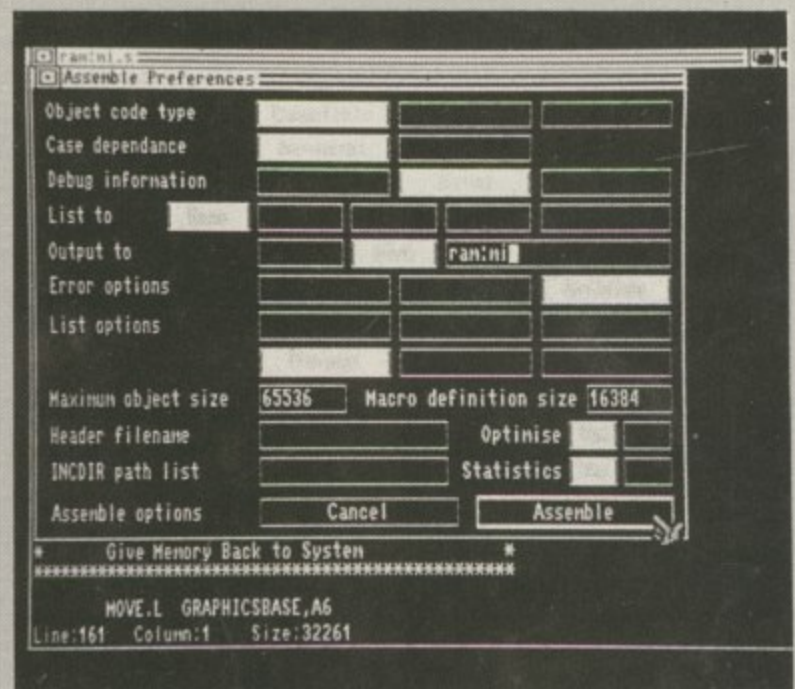 ram:mi.s
Assemble Preferences
Object code type
Case dependance
Debug information
List to
Output to ram:mi
Error options
List options
Maximum object size 65536 Macro definition size 16384
Header filename Optimise
INCDIR path list Statistics
Assemble options Cancel Assemble
* Give Memory Back to System *
**************************************************
MOVE.L GRAPHICSBASE,A6
Line:161 Column:1 Size:32261